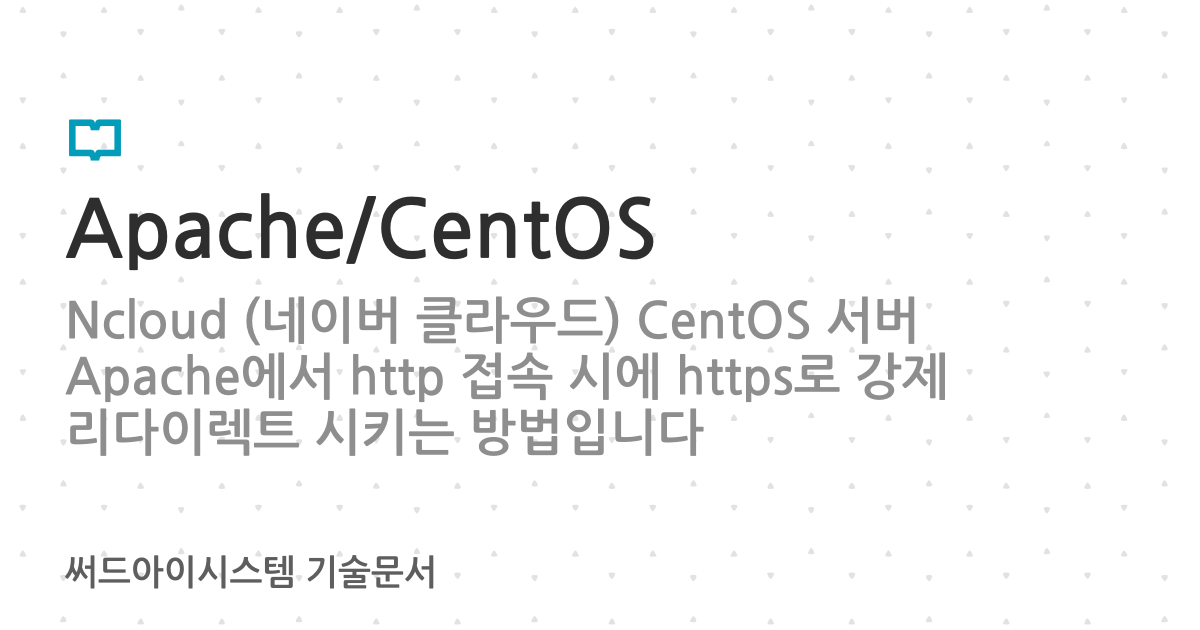 Apache/CentOS
Ncloud (네이버 클라우드) CentOS 서버
Apache에서 http 접속 시에 https로 강제
리다이렉트 시키는 방법입니다
써드아이시스템 기술문서